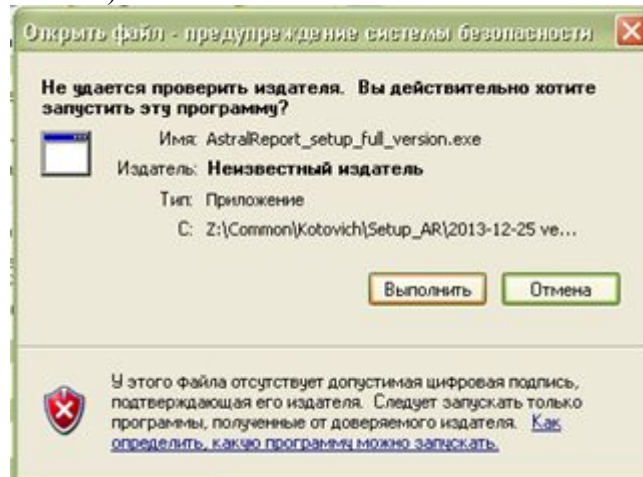 Открыть файл - предупреждение системы безопасности
Не удается проверить издателя. Вы действительно хотите
запустить эту программу?
Имя: AstralReport_setup_full_version.exe
Издатель: Неизвестный издатель
Тип: Приложение
С: Z:\Common\Kotovich\Setup_AR\2013-12-25 ve...
Выполнить Отмена
У этого файла отсутствует допустимая цифровая подпись,
подтверждающая его издателя. Следует запускать только
программы, полученные от доверяемого издателя. Как
определить, какую программу можно запускать.